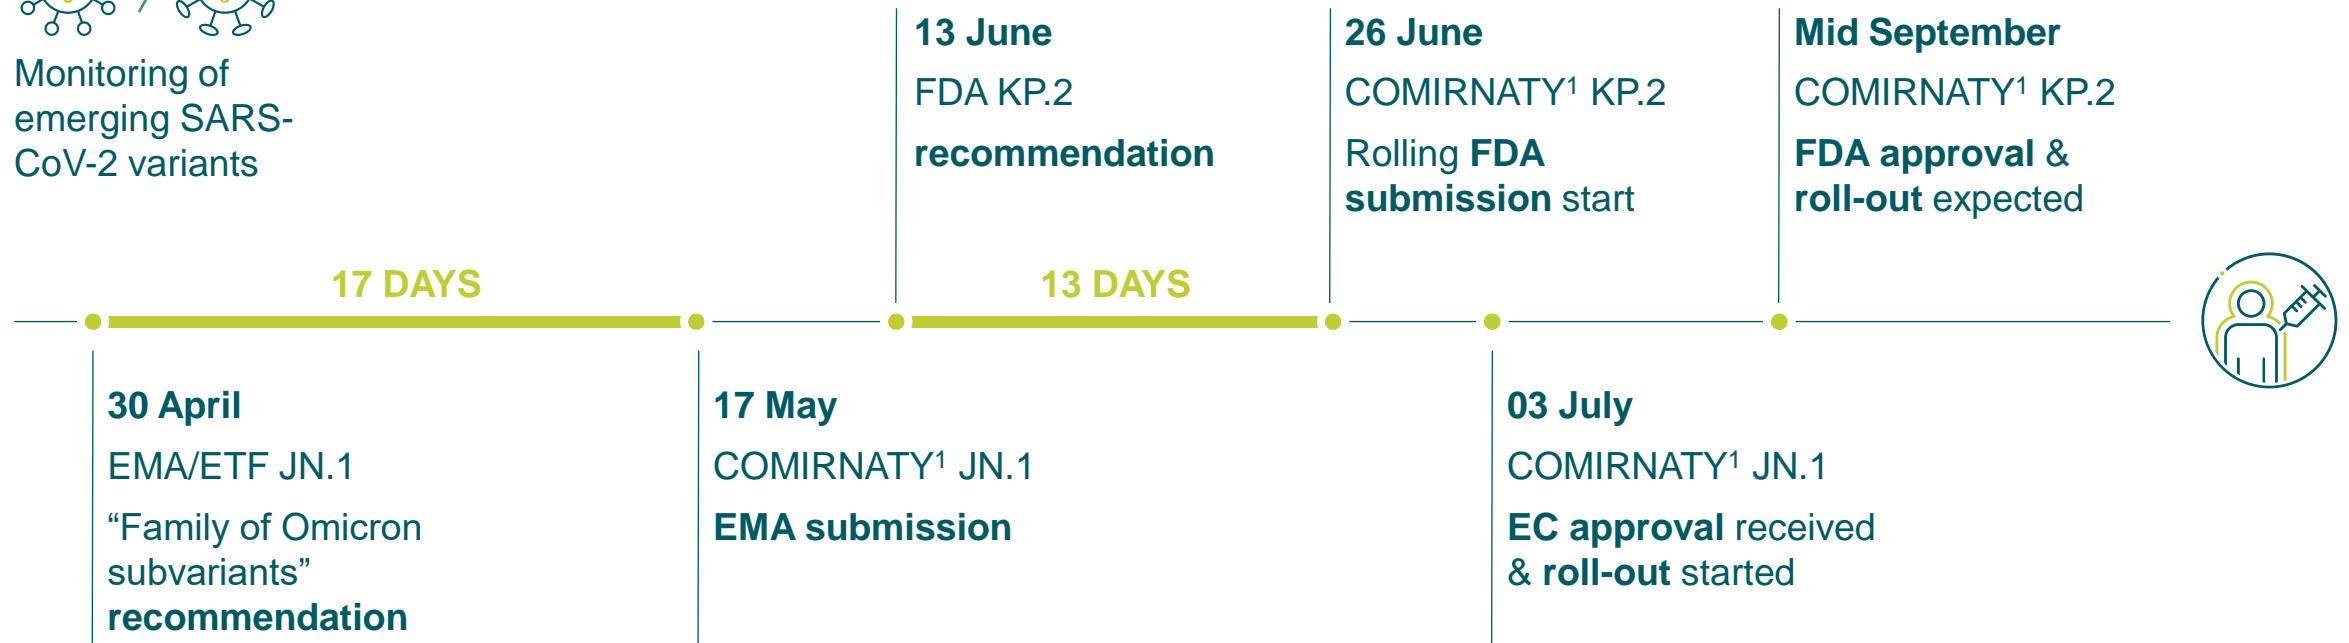 Monitoring of
emerging SARS-
CoV-2 variants
13 June
FDA KP.2
recommendation
26 June
COMIRNATY¹ KP.2
Rolling FDA
submission start
Mid September
COMIRNATY¹ KP.2
FDA approval &
roll-out expected
17 DAYS
13 DAYS
30 April
EMA/ETF JN.1
“Family of Omicron
subvariants”
recommendation
17 May
COMIRNATY¹ JN.1
EMA submission
03 July
COMIRNATY¹ JN.1
EC approval received
& roll-out started